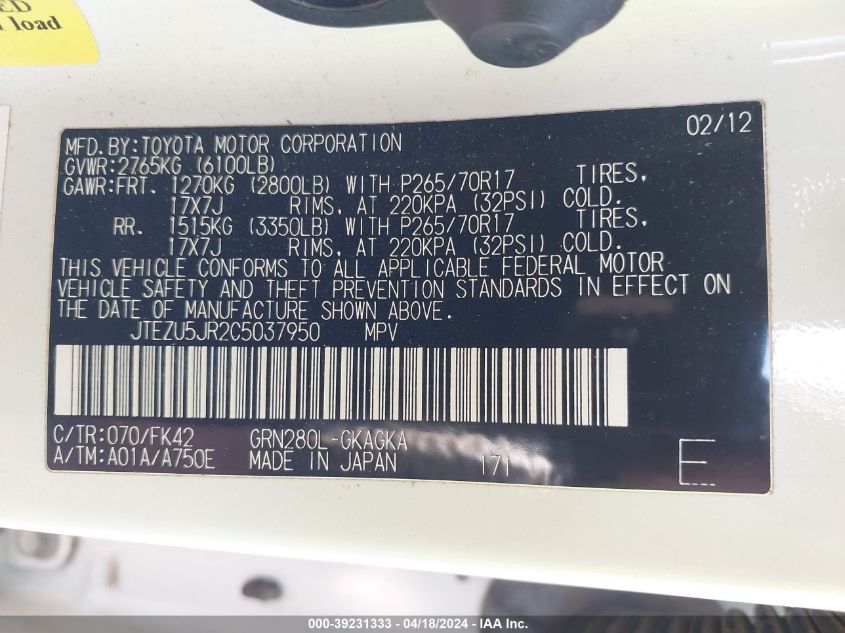 ED
load
02/12
MFD.BY:TOYOTA MOTOR CORPORATION
GVWR:2765KG (6100LB)
GAWR:FRT. 1270KG (2800LB) WITH P265/70R17 TIRES,
17X7J RIMS, AT 220KPA (32PSI) COLD.
RR. 1515KG (3350LB) WITH P265/70R17 TIRES,
17X7J RIMS, AT 220KPA (32PSI) COLD.
THIS VEHICLE CONFORMS TO ALL APPLICABLE FEDERAL MOTOR
VEHICLE SAFETY AND THEFT PREVENTION STANDARDS IN EFFECT ON
THE DATE OF MANUFACTURE SHOWN ABOVE.
JTEZU5JR2C5037950 MPV
C/TR:070/FK42 GRN280L-GKAGKA
A/TM:A01A/A750E MADE IN JAPAN 171 E
000-39231333 - 04/18/2024 - IAA Inc.